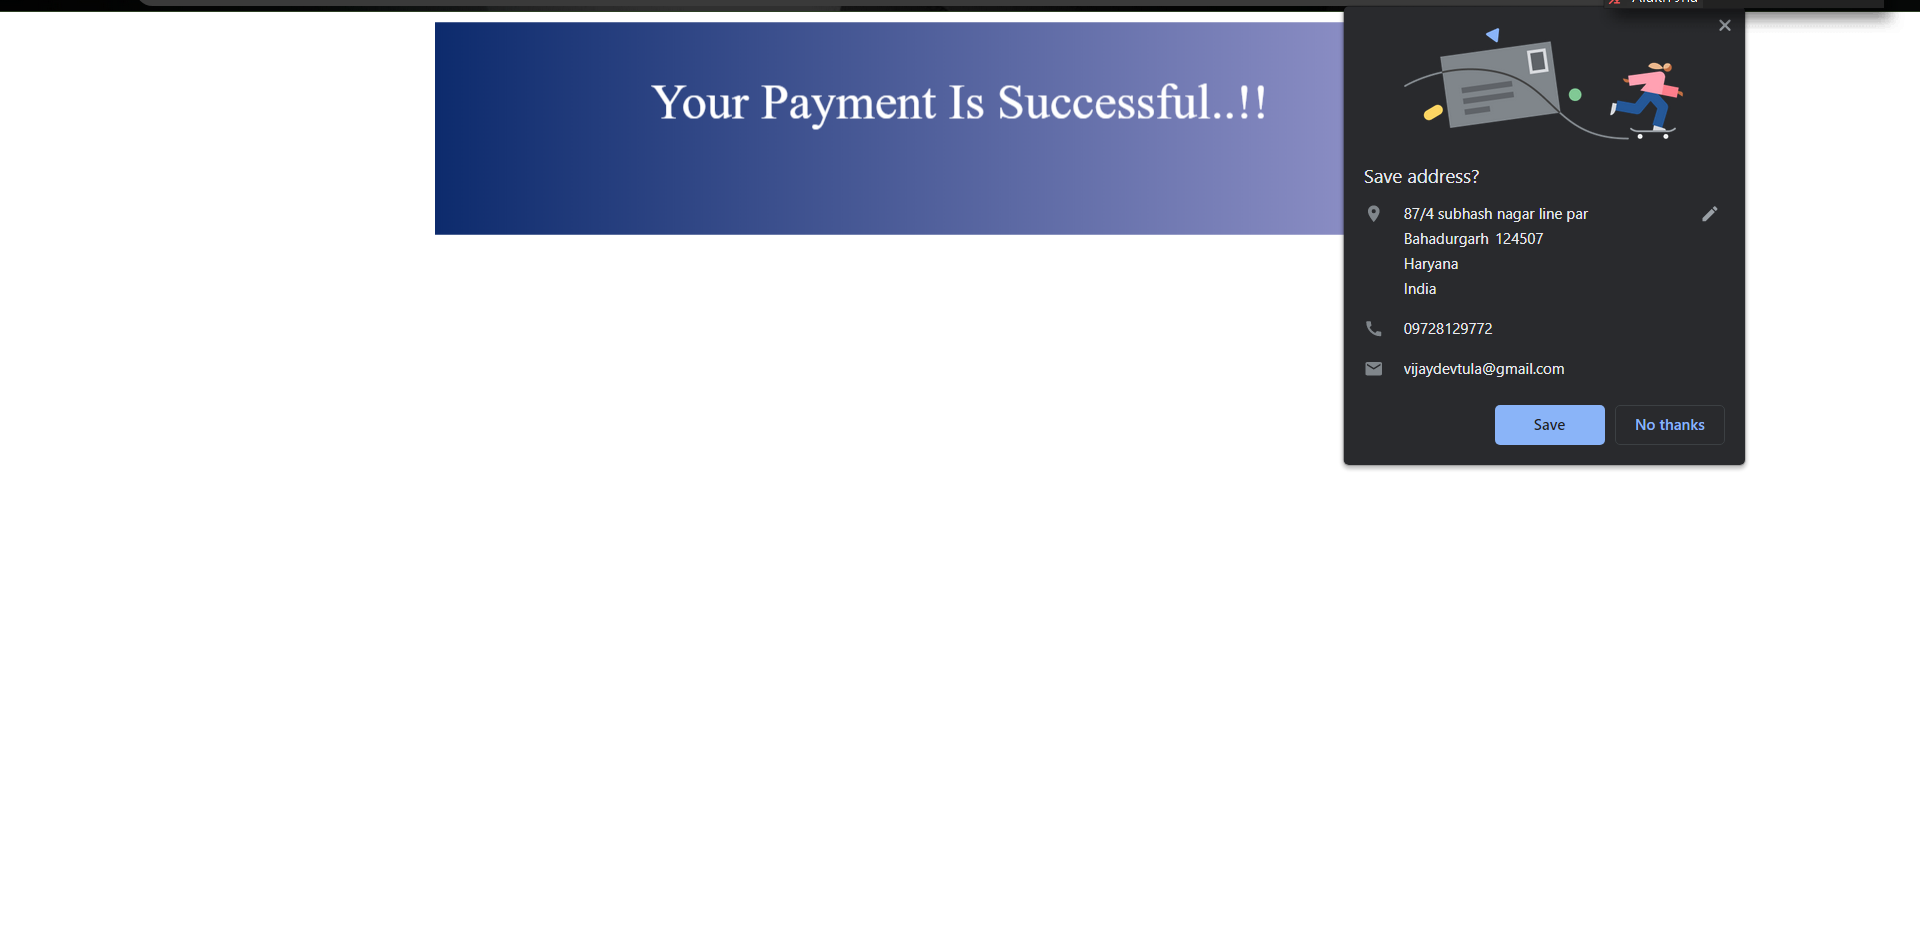 Your Payment Is Successful..!!
Save address?
87/4 subhash nagar line par
Bahadurgarh 124507
Haryana
India
09728129772
vijaydevtula@gmail.com
Save
No thanks